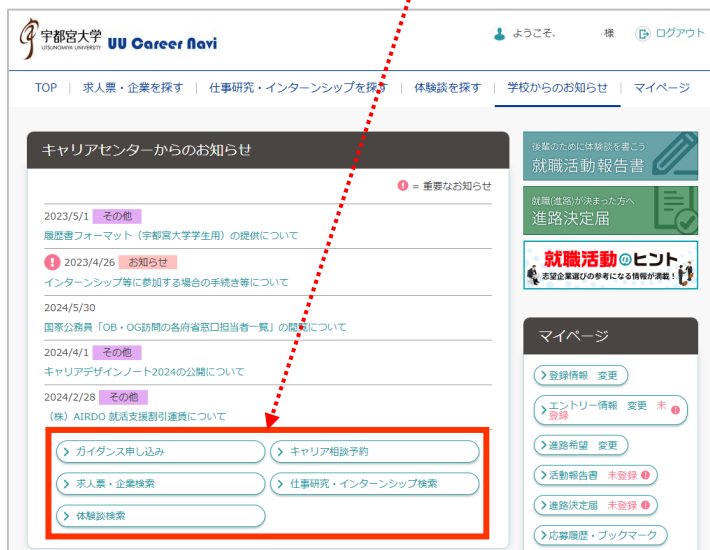 宇都宮大学
UTSUNOMIYA UNIVERSITY
UU Career Navi
ようこそ、 様 ログアウト
TOP | 求人票・企業を探す | 仕事研究・インターンシップを探す | 体験談を探す | 学校からのお知らせ | マイページ
キャリアセンターからのお知らせ
! = 重要なお知らせ
2023/5/1 その他
履歴書フォーマット（宇都宮大学学生用）の提供について
! 2023/4/26 お知らせ
インターンシップ等に参加する場合の手続き等について
2024/5/30
国家公務員「OB・OG訪問の各府省窓口担当者一覧」の開覧について
2024/4/1 その他
キャリアデザインノート2024の公開について
2024/2/28 その他
（株）AIRDO 就活支援割引運賃について
ガイダンス申し込み
キャリア相談予約
求人票・企業検索
仕事研究・インターンシップ検索
体験談検索
後輩のために体験談を書こう
就職活動報告書
就職(進路)が決まった方へ
進路決定届
就職活動のヒント
志望企業選びの参考になる情報が満載！
マイページ
登録情報 変更
エントリー情報 変更 未
登録 !
進路希望 変更
活動報告書 未登録 !
進路決定届 未登録 !
応募履歴・ブックマーク